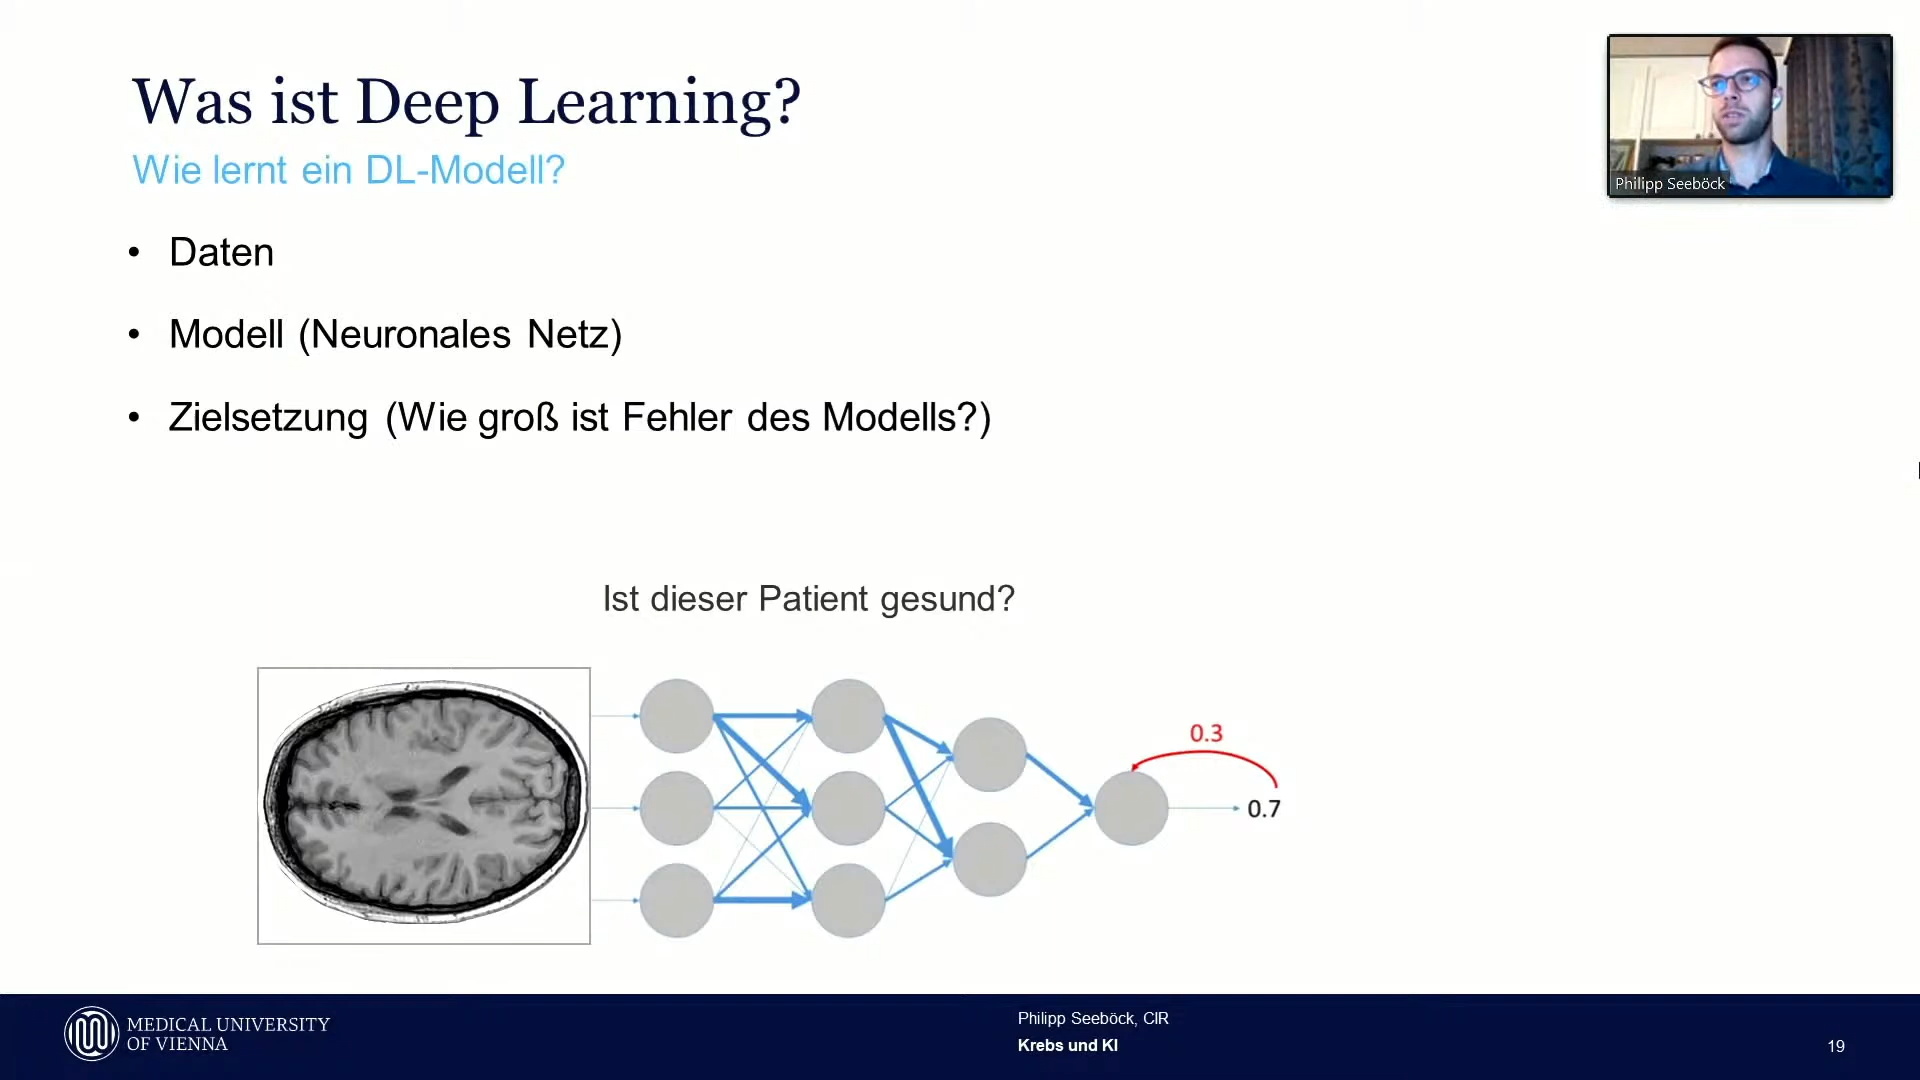 Was ist Deep Learning?
Wie lernt ein DL-Modell?
• Daten
• Modell (Neuronales Netz)
• Zielsetzung (Wie groß ist Fehler des Modells?)
Philipp Seeböck
Ist dieser Patient gesund?
0.3
0.7
MEDICAL UNIVERSITY
OF VIENNA
Philipp Seeböck, CIR
Krebs und KI
19